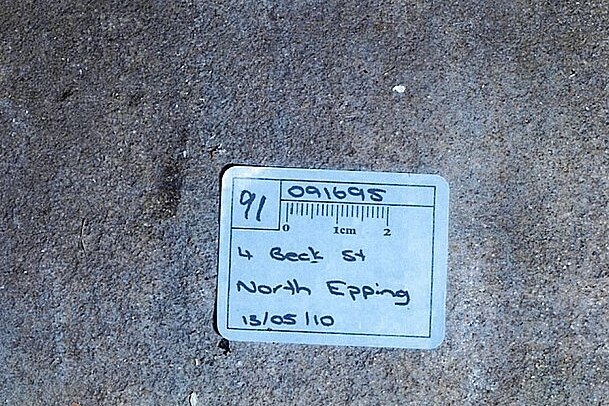 91
091695
0 1cm 2
4 Beck St
North Epping
13/05/10